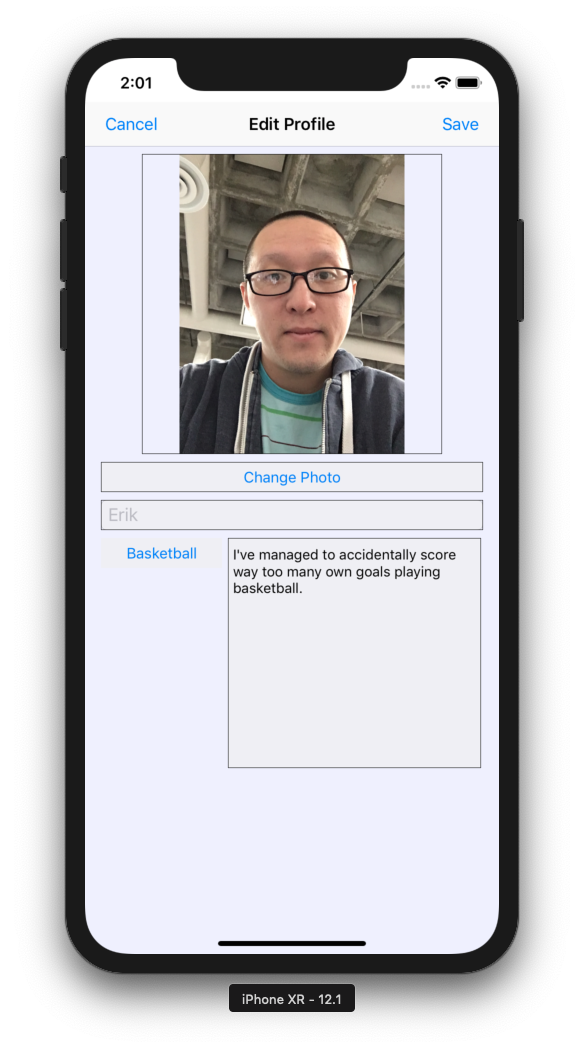 2:01
Cancel
Edit Profile
Save
Change Photo
Erik
Basketball
I've managed to accidentally score
way too many own goals playing
basketball.
iPhone XR - 12.1